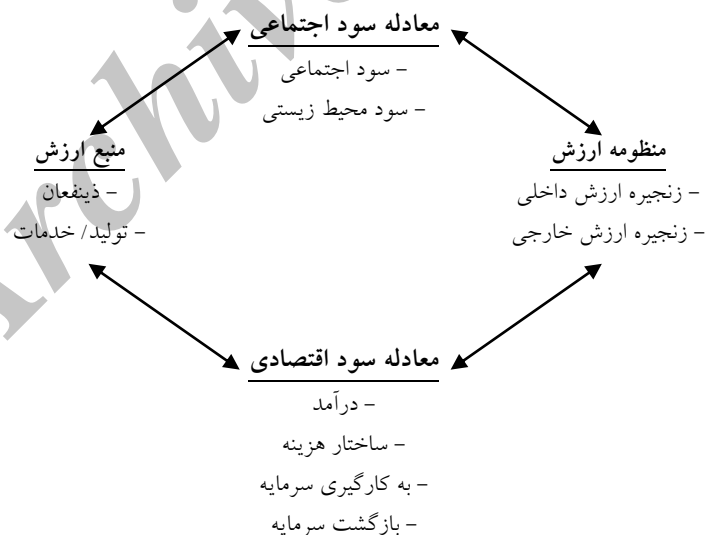 معادله سود اجتماعی
- سود اجتماعی
- سود محیط زیستی
منظومه ارزش
- زنجیره ارزش داخلی
- زنجیره ارزش خارجی
منبع ارزش
- ذینفعان
- تولید/ خدمات
معادله سود اقتصادی
- درآمد
- ساختار هزینه
- به کارگیری سرمایه
- بازگشت سرمایه
Archive